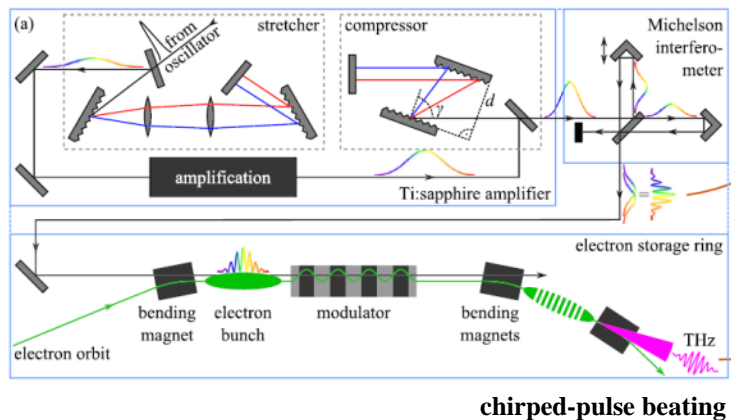 (a)
from
oscillator
stretcher
compressor
d
γ
Michelson
interfero-
meter
amplification
Ti:sapphire amplifier
=
electron storage ring
bending
magnet
electron
bunch
modulator
bending
magnets
THz
electron orbit
chirped-pulse beating